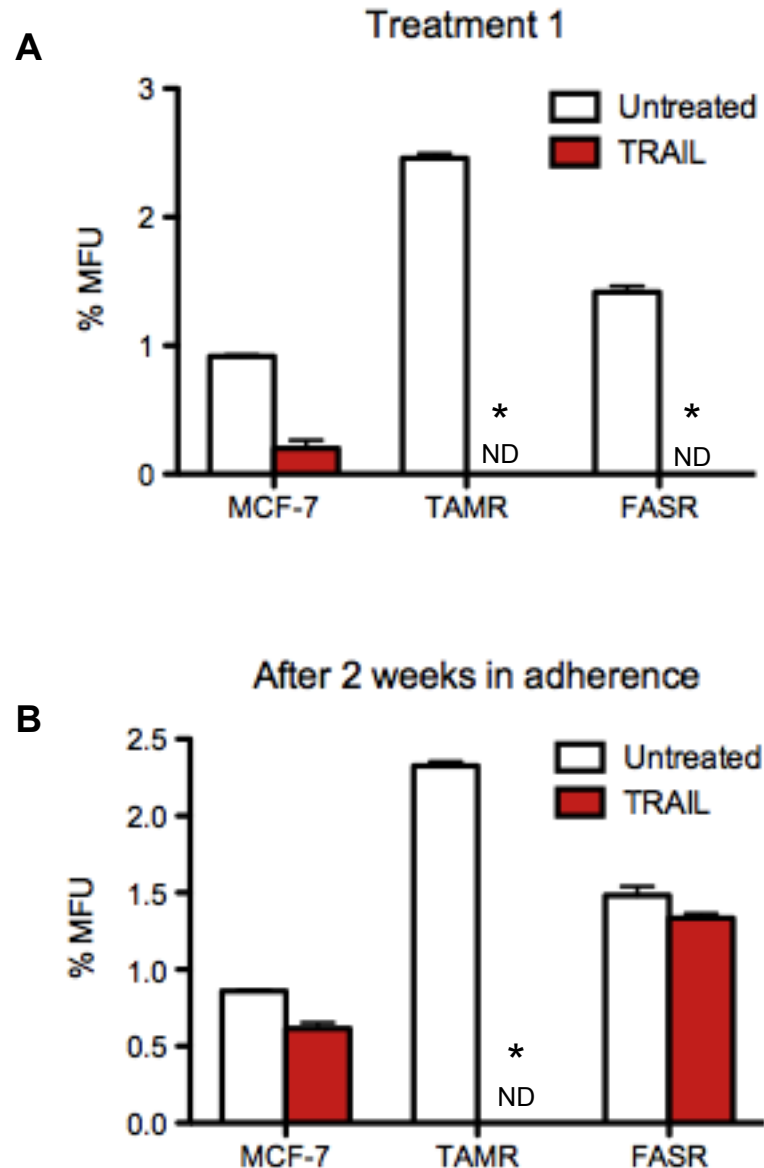 A
Treatment 1
3
2
1
0
% MFU
Untreated
TRAIL
*
ND
*
ND
MCF-7
TAMR
FASR
After 2 weeks in adherence
B
2.5
2.0
1.5
1.0
0.5
0.0
% MFU
Untreated
TRAIL
*
ND
MCF-7
TAMR
FASR